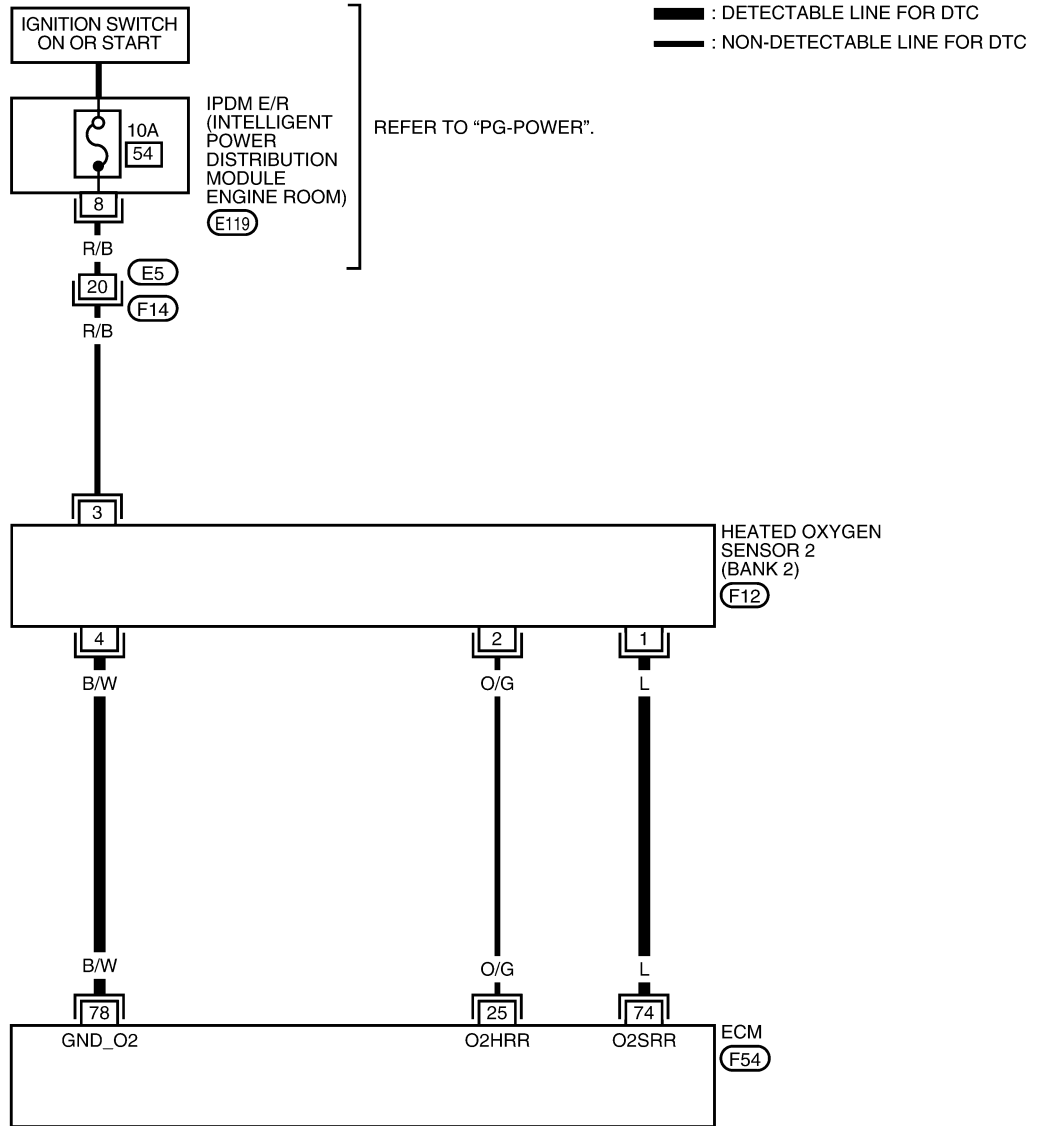 IGNITION SWITCH
ON OR START
: DETECTABLE LINE FOR DTC
: NON-DETECTABLE LINE FOR DTC
IPDM E/R
(INTELLIGENT
POWER
DISTRIBUTION
MODULE
ENGINE ROOM)
E119
10A
54
REFER TO “PG-POWER”.
8
R/B
20
E5
F14
R/B
3
HEATED OXYGEN
SENSOR 2
(BANK 2)
F12
4
2
1
B/W
O/G
L
B/W
O/G
L
78
25
74
GND_O2
O2HRR
O2SRR
ECM
F54